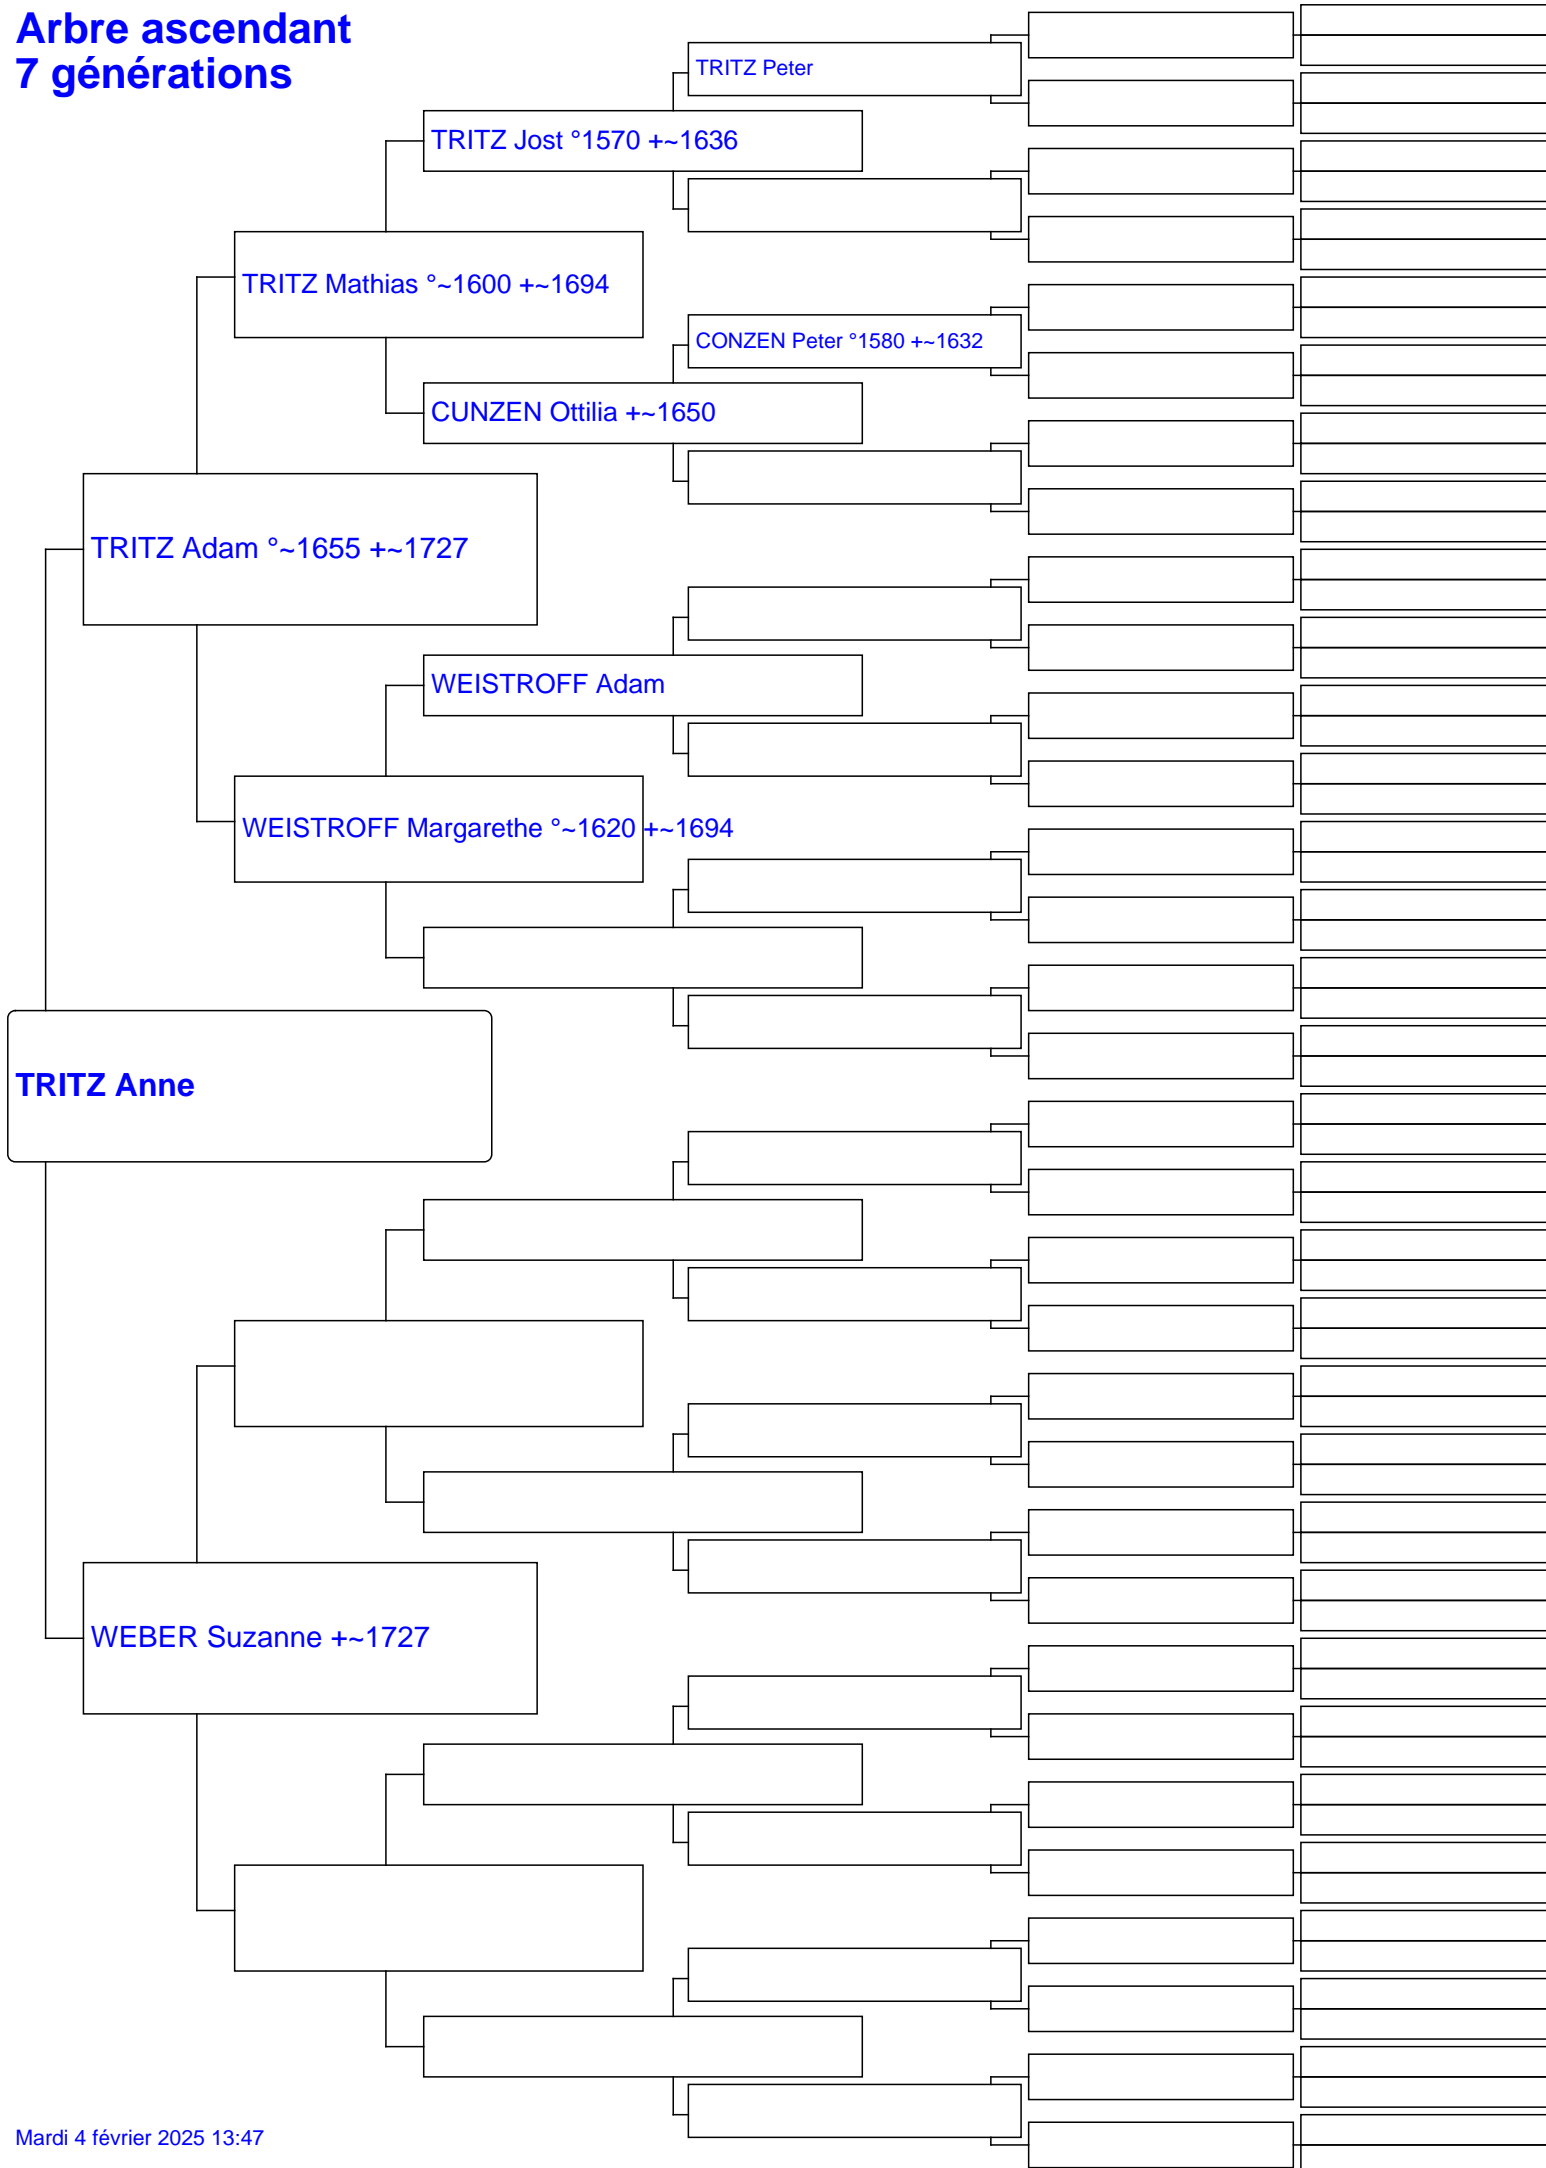 Arbre ascendant
7 générations
TRITZ Peter
TRITZ Jost °1570 +~1636
TRITZ Mathias °~1600 +~1694
CONZEN Peter °1580 +~1632
CUNZEN Ottilia +~1650
TRITZ Adam °~1655 +~1727
WEISTROFF Adam
WEISTROFF Margarethe °~1620 +~1694
TRITZ Anne
WEBER Suzanne +~1727
Mardi 4 février 2025 13:47